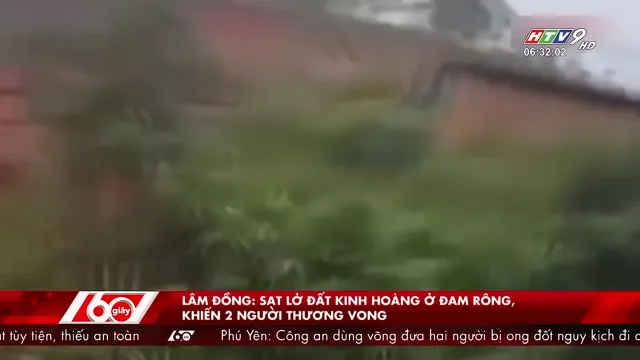 HTV9 HD
06:32:02
60 giây
LÂM ĐỒNG: SẠT LỞ ĐẤT KINH HOÀNG Ở ĐAM RÔNG,
KHIẾN 2 NGƯỜI THƯƠNG VONG
t tùy tiện, thiếu an toàn 60 Phú Yên: Công an dùng võng đưa hai người bị ong đốt nguy kịch đi c